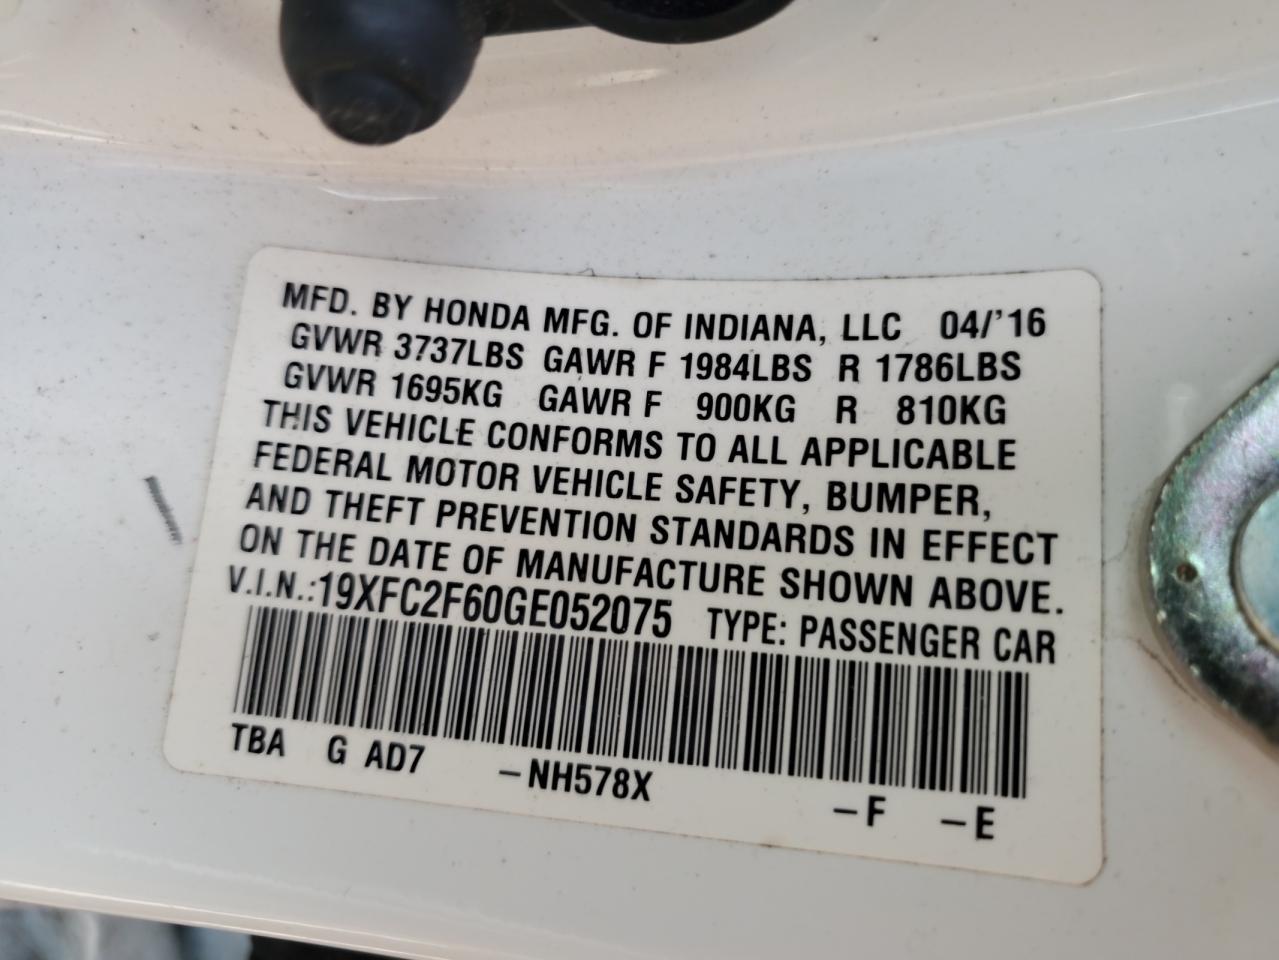 MFD. BY HONDA MFG. OF INDIANA, LLC 04/'16
GVWR 3737LBS GAWR F 1984LBS R 1786LBS
GVWR 1695KG GAWR F 900KG R 810KG
THIS VEHICLE CONFORMS TO ALL APPLICABLE
FEDERAL MOTOR VEHICLE SAFETY, BUMPER,
AND THEFT PREVENTION STANDARDS IN EFFECT
ON THE DATE OF MANUFACTURE SHOWN ABOVE.
V.I.N.:19XFC2F60GE052075 TYPE: PASSENGER CAR
TBA G AD7 –NH578X –F –E